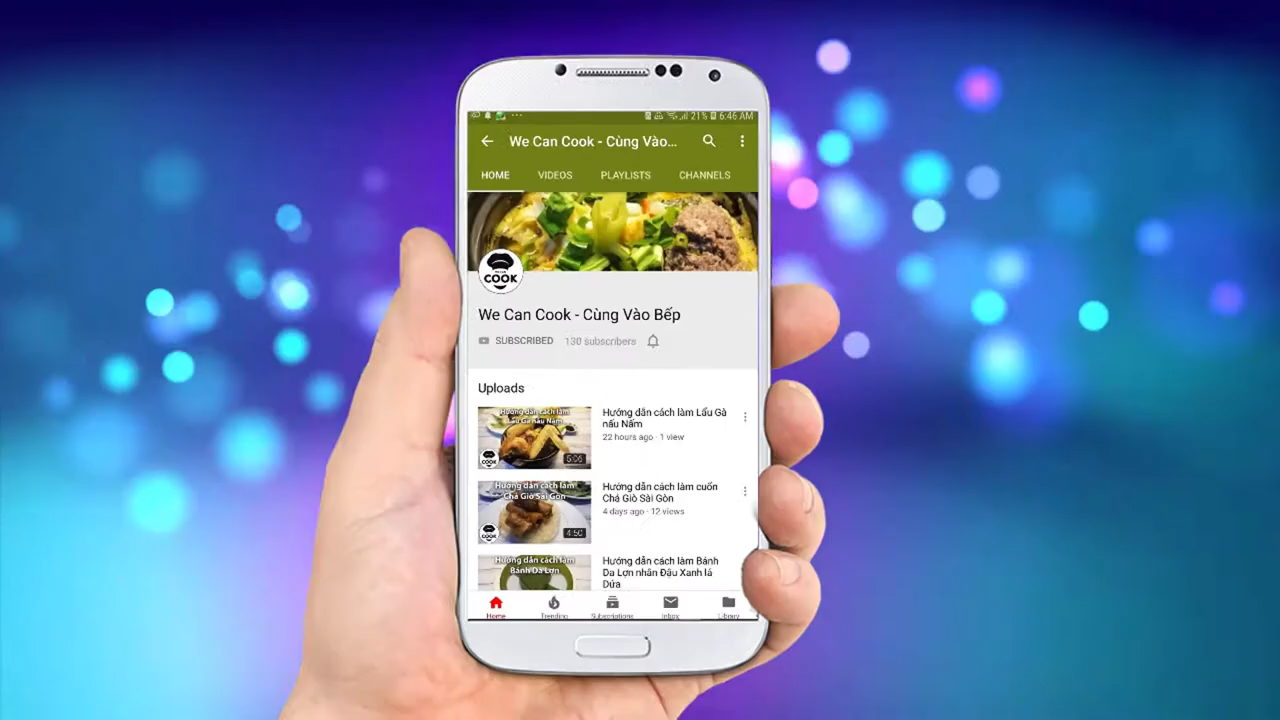 21% 6:46 AM
We Can Cook - Cùng Vào...
HOME VIDEOS PLAYLISTS CHANNELS
COOK
We Can Cook - Cùng Vào Bếp
SUBSCRIBED 130 subscribers
Uploads
Hướng dẫn cách làm
Lẩu Gà nấu Nấm
COOK
5:06
Hướng dẫn cách làm Lẩu Gà
nấu Nấm
22 hours ago · 1 view
Hướng dẫn cách làm
Chả Giò Sài Gòn
COOK
4:50
Hướng dẫn cách làm cuốn
Chả Giò Sài Gòn
4 days ago · 12 views
Hướng dẫn cách làm
Bánh Da Lợn
Hướng dẫn cách làm Bánh
Da Lợn nhân Đậu Xanh lá
Dứa
Home Trending Subscriptions Inbox Library